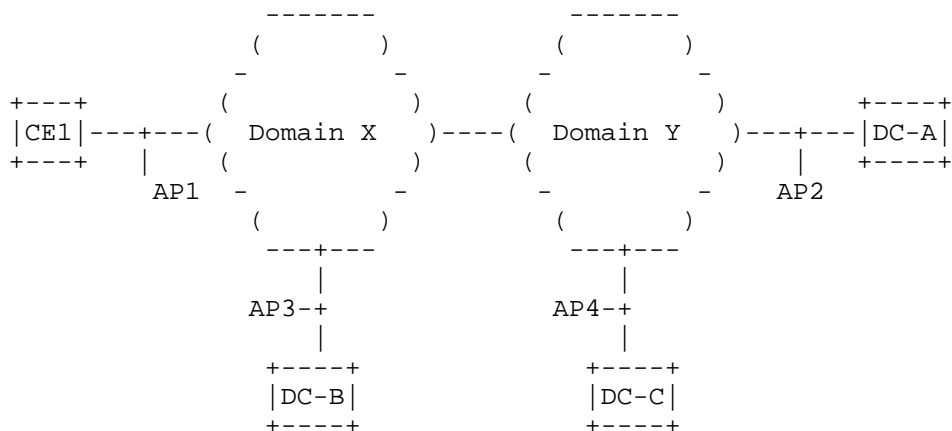 -------                 -------
(       )               (       )
-         -             -         -
+---+       (           )         (           )       +----+
|CE1|---+---(  Domain X  )----(  Domain Y  )---+---|DC-A|
+---+   |   (           )         (           )   |   +----+
AP1    -         -             -         -    AP2
(       )               (       )
---+---                 ---+---
|                       |
AP3-+                   AP4-+
|                       |
+----+                  +----+
|DC-B|                  |DC-C|
+----+                  +----+